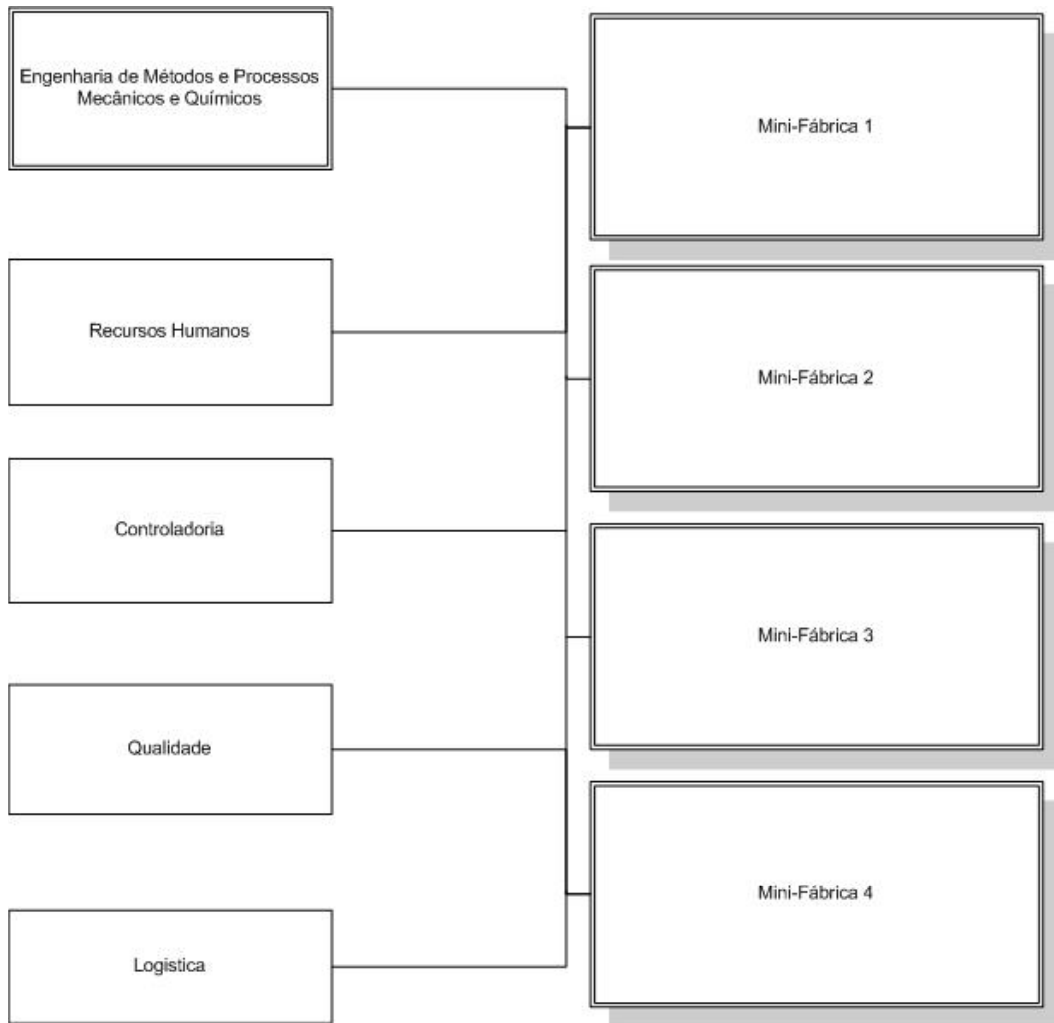 Engenharia de Métodos e Processos
Mecânicos e Químicos
Recursos Humanos
Controladoria
Qualidade
Logistica
Mini-Fábrica 1
Mini-Fábrica 2
Mini-Fábrica 3
Mini-Fábrica 4